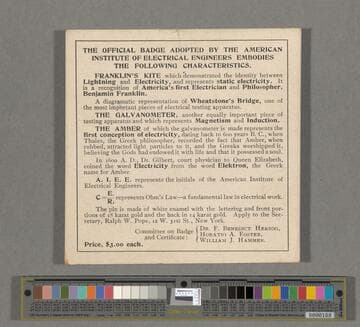 THE OFFICIAL BADGE ADOPTED BY THE AMERICAN
INSTITUTE OF ELECTRICAL ENGINEERS EMBODIES
THE FOLLOWING CHARACTERISTICS.
FRANKLIN'S KITE which demonstrated the identity between
Lightning and Electricity, and represents static electricity. It
is a recognition of America's first Electrician and Philosopher,
Benjamin Franklin.
A diagramatic representation of Wheatstone's Bridge, one of
the most important pieces of electrical testing apparatus.
THE GALVANOMETER, another equally important piece of
testing apparatus and which represents Magnetism and Induction.
THE AMBER of which the galvanometer is made represents the
first conception of electricity, dating back to 600 years B. C., when
Thales, the Greek philosopher, recorded the fact that Amber, when
rubbed, attracted light particles to it, and the Greeks worshipped it,
believing the Gods had endowed it with life and that it possessed a soul.
In 1600 A. D., Dr. Gilbert, court physician to Queen Elizabeth,
coined the word Electricity from the word Elektron, the Greek
name for Amber.
A. I. E. E. represents the initials of the American Institute of
Electrical Engineers.
C=E/R, represents Ohm's Law—a fundamental law in electrical work.
The pin is made of white enamel with the lettering and front por-
tions of 18 karat gold and the back in 14 karat gold. Apply to the Sec-
retary, Ralph W. Pope, 12 W. 31st St., New York.
Committee on Badge and Certificate: { DR. F. BENEDICT HERZOG,
HORATIO A. FOSTER,
WILLIAM J. HAMMER.
Price, $3.00 each.